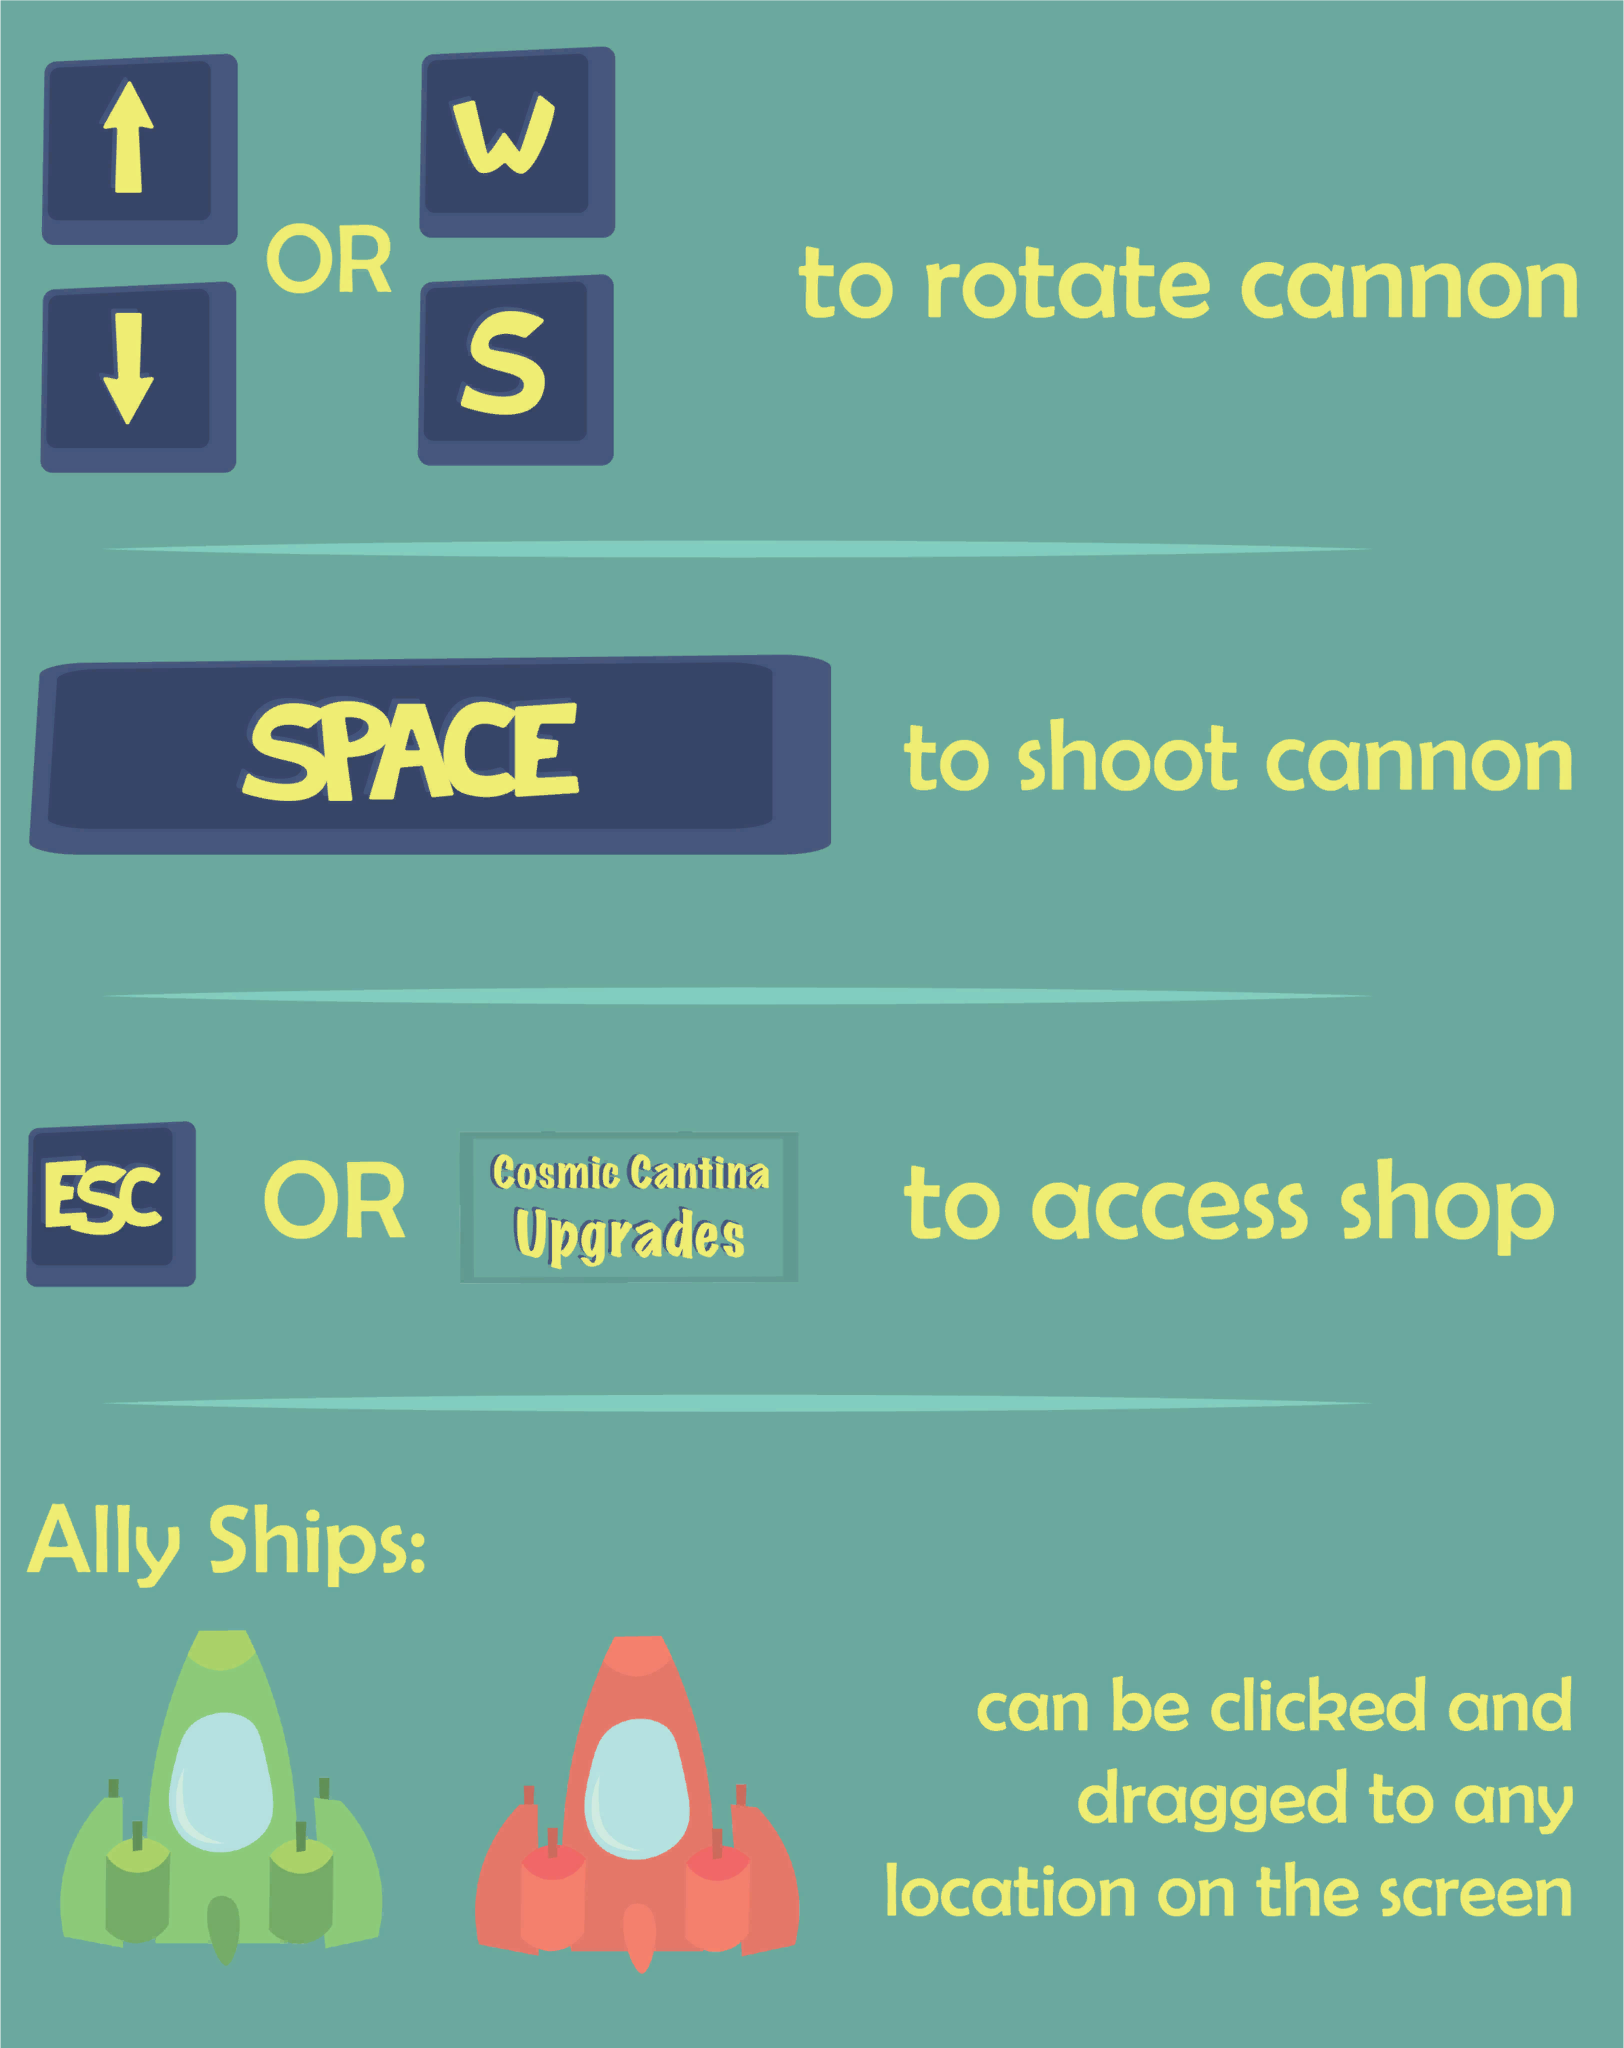 ↑ W
OR
↓ S
to rotate cannon
SPACE
to shoot cannon
ESC OR Cosmic Cantina
Upgrades
to access shop
Ally Ships:
can be clicked and
dragged to any
location on the screen